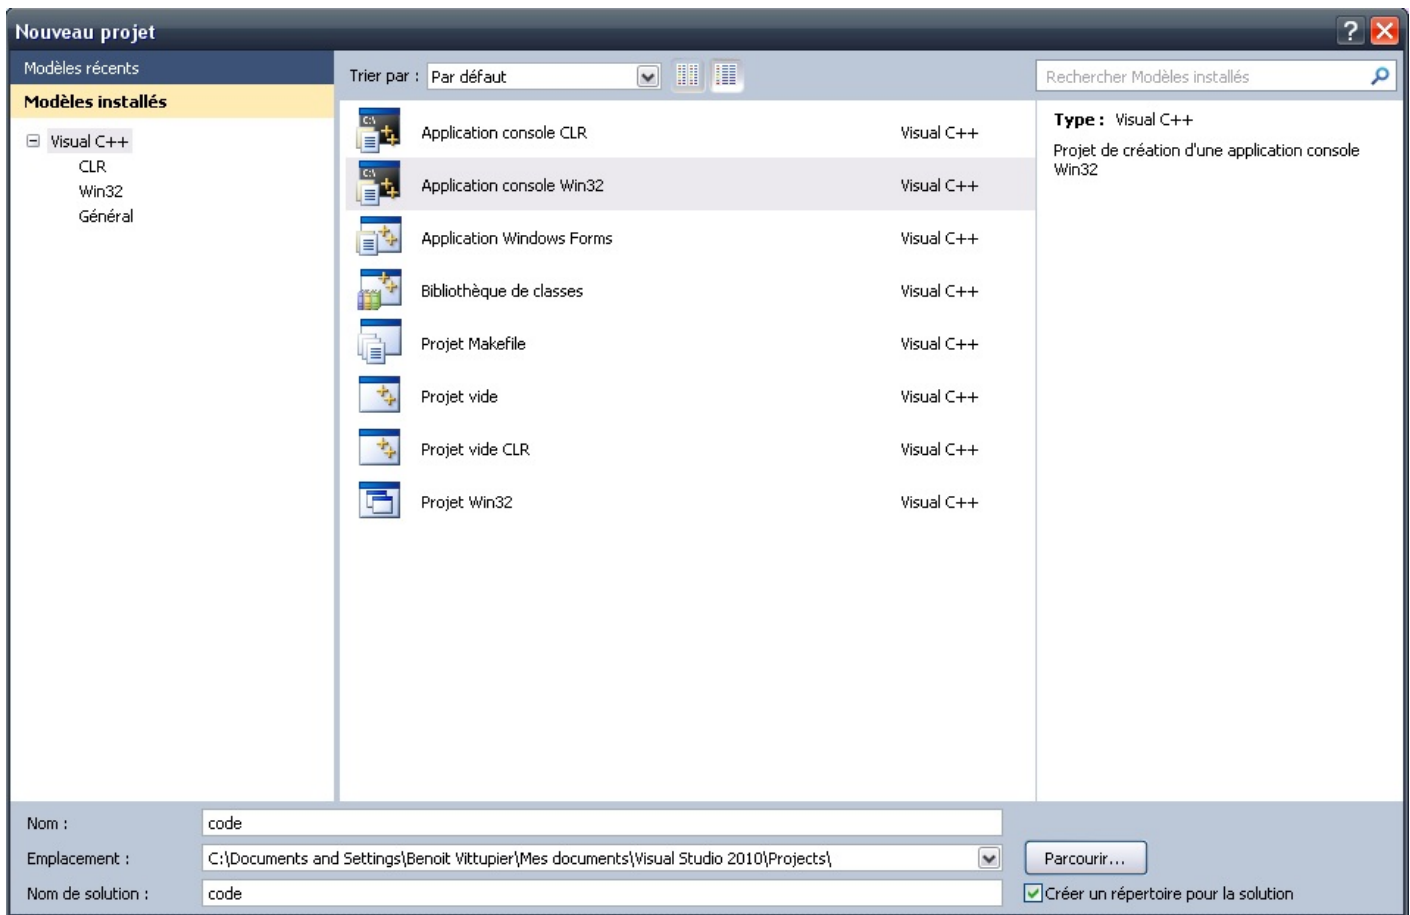 Nouveau projet
Modèles récents
Modèles installés
Visual C++
CLR
Win32
Général
Trier par : Par défaut
Rechercher Modèles installés
Application console CLR Visual C++
Application console Win32 Visual C++
Application Windows Forms Visual C++
Bibliothèque de classes Visual C++
Projet Makefile Visual C++
Projet vide Visual C++
Projet vide CLR Visual C++
Projet Win32 Visual C++
Type : Visual C++
Projet de création d'une application console
Win32
Nom : code
Emplacement : C:\Documents and Settings\Benoit Vittupier\Mes documents\Visual Studio 2010\Projects\
Parcourir...
Nom de solution : code
Créer un répertoire pour la solution